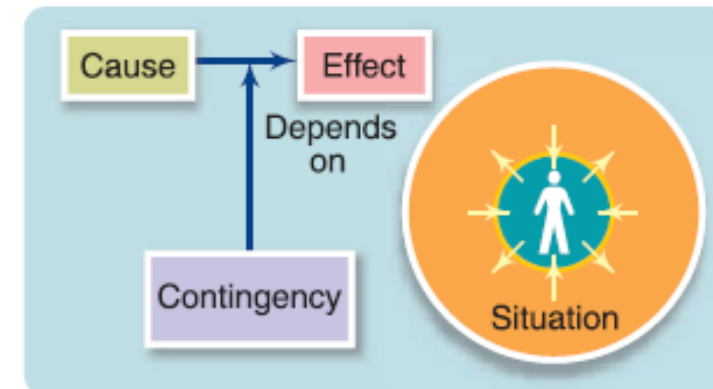 Cause
Effect
Depends
on
Contingency
Situation